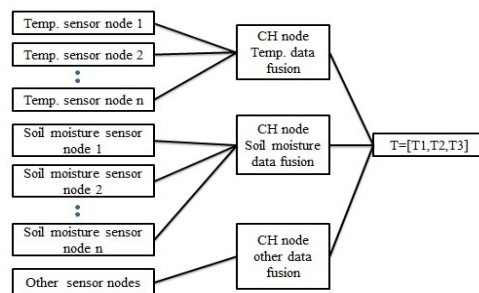 Temp. sensor node 1
Temp. sensor node 2
Temp. sensor node n
Soil moisture sensor
node 1
Soil moisture sensor
node 2
Soil moisture sensor
node n
Other sensor nodes
CH node
Temp. data
fusion
CH node
Soil moisture
data fusion
CH node
other data
fusion
T=[T1,T2,T3]